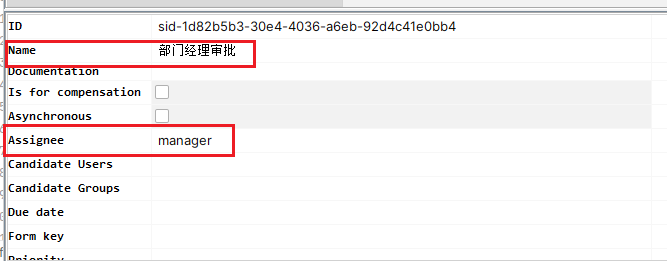 ID sid-1d82b5b3-30e4-4036-a6eb-92d4c41e0bb4
Name 部门经理审批
Documentation
Is for compensation
Asynchronous
Assignee manager
Candidate Users
Candidate Groups
Due date
Form key
Priority